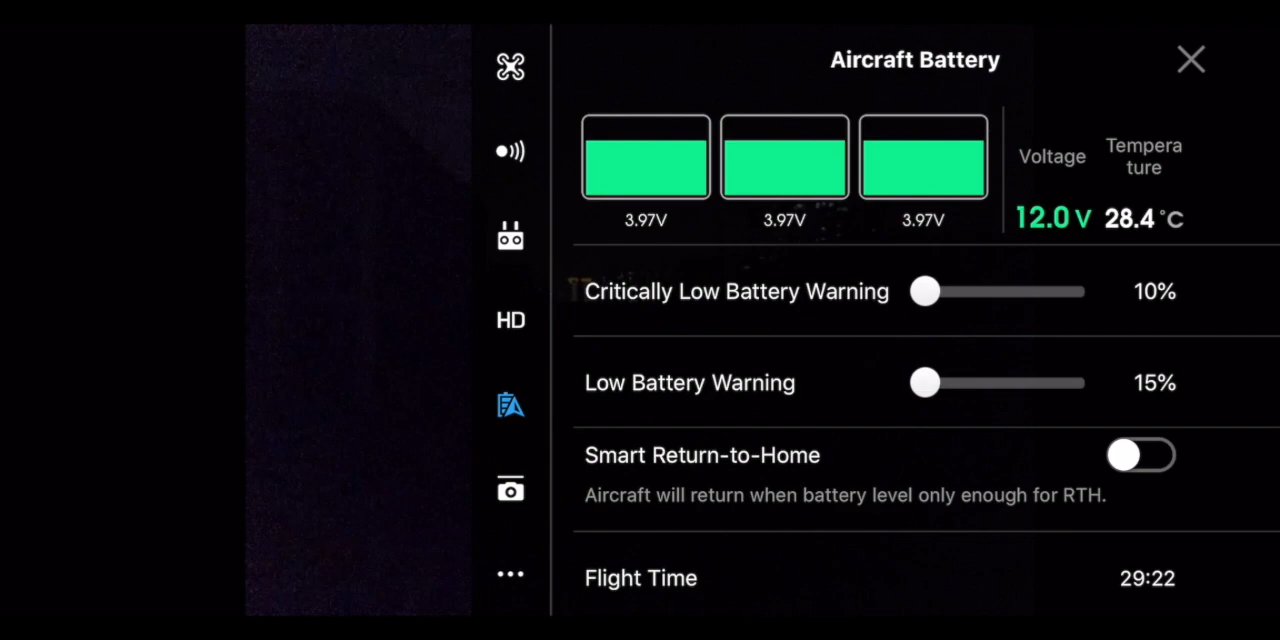 Aircraft Battery
Voltage
Tempera
ture
3.97V
3.97V
3.97V
12.0 V
28.4 °C
Critically Low Battery Warning
10%
HD
Low Battery Warning
15%
Smart Return-to-Home
Aircraft will return when battery level only enough for RTH.
Flight Time
29:22